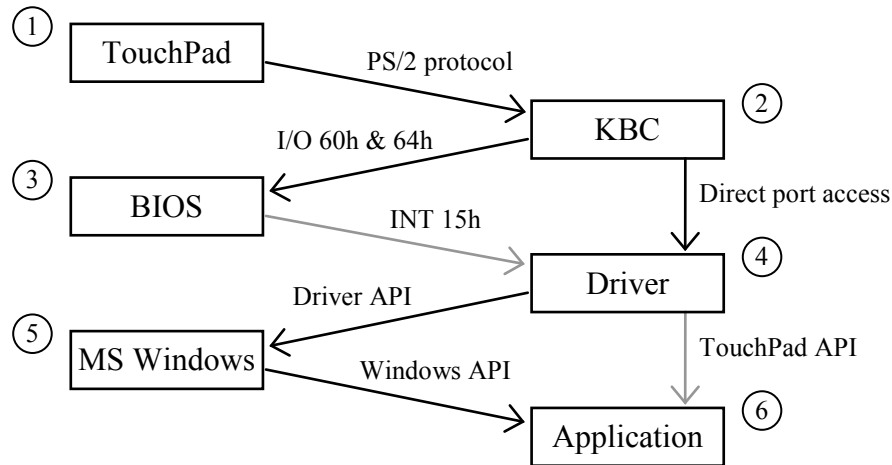 1
TouchPad
PS/2 protocol
2
KBC
I/O 60h & 64h
3
BIOS
Direct port access
INT 15h
4
Driver
Driver API
5
MS Windows
TouchPad API
Windows API
6
Application